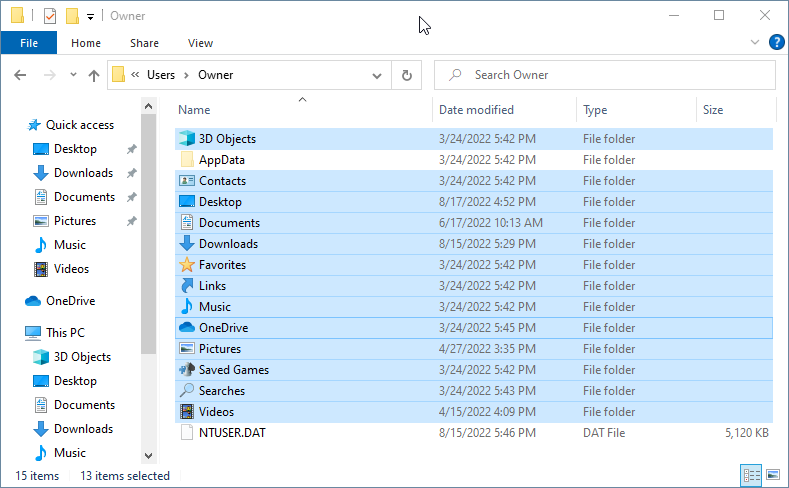 Owner
File Home Share View
Users Owner Search Owner
Name Date modified Type Size
Quick access
Desktop
Downloads
Documents
Pictures
Music
Videos
OneDrive
This PC
3D Objects
Desktop
Documents
Downloads
Music
3D Objects 3/24/2022 5:42 PM File folder
AppData 3/24/2022 5:42 PM File folder
Contacts 3/24/2022 5:42 PM File folder
Desktop 8/17/2022 4:52 PM File folder
Documents 6/17/2022 10:13 AM File folder
Downloads 8/15/2022 5:29 PM File folder
Favorites 3/24/2022 5:42 PM File folder
Links 3/24/2022 5:42 PM File folder
Music 3/24/2022 5:42 PM File folder
OneDrive 3/24/2022 5:45 PM File folder
Pictures 4/27/2022 3:35 PM File folder
Saved Games 3/24/2022 5:42 PM File folder
Searches 3/24/2022 5:43 PM File folder
Videos 4/15/2022 4:09 PM File folder
NTUSER.DAT 8/15/2022 5:46 PM DAT File 5,120 KB
15 items 13 items selected